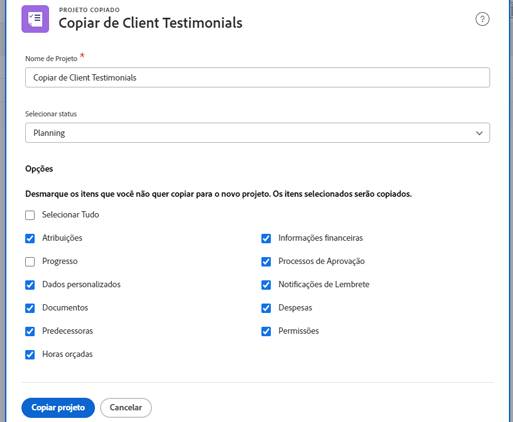 PROJETO COPIADO
Copiar de Client Testimonials
?
Nome de Projeto *
Copiar de Client Testimonials
Selecionar status
Planning
Opções
Desmarque os itens que você não quer copiar para o novo projeto. Os itens selecionados serão copiados.
Selecionar Tudo
Atribuições
Informações financeiras
Progresso
Processos de Aprovação
Dados personalizados
Notificações de Lembrete
Documentos
Despesas
Predecessoras
Permissões
Horas orçadas
Copiar projeto
Cancelar